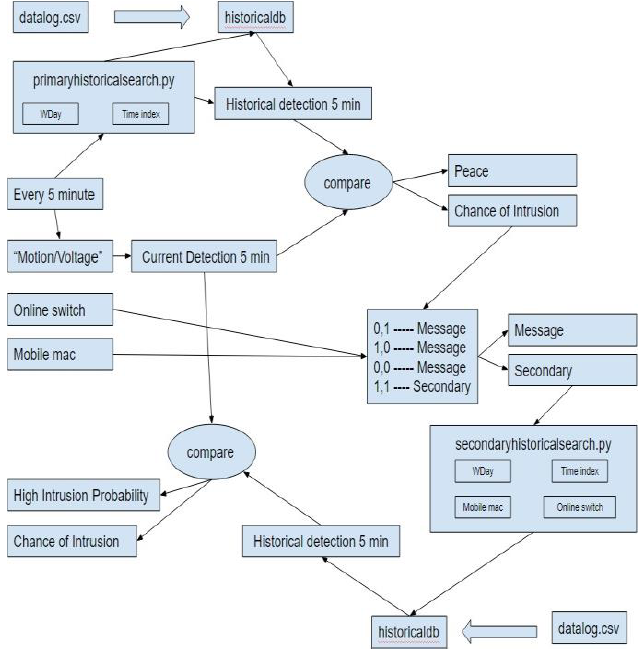 datalog.csv
historicaldb
primaryhistoricalsearch.py
WDay
Time index
Historical detection 5 min
compare
Peace
Every 5 minute
Chance of Intrusion
“Motion/Voltage”
Current Detection 5 min
Online switch
0,1 ----- Message
1,0 ----- Message
0,0 ----- Message
1,1 ---- Secondary
Message
Mobile mac
Secondary
compare
secondaryhistoricalsearch.py
WDay
Time index
Mobile mac
Online switch
High Intrusion Probability
Chance of Intrusion
Historical detection 5 min
historicaldb
datalog.csv